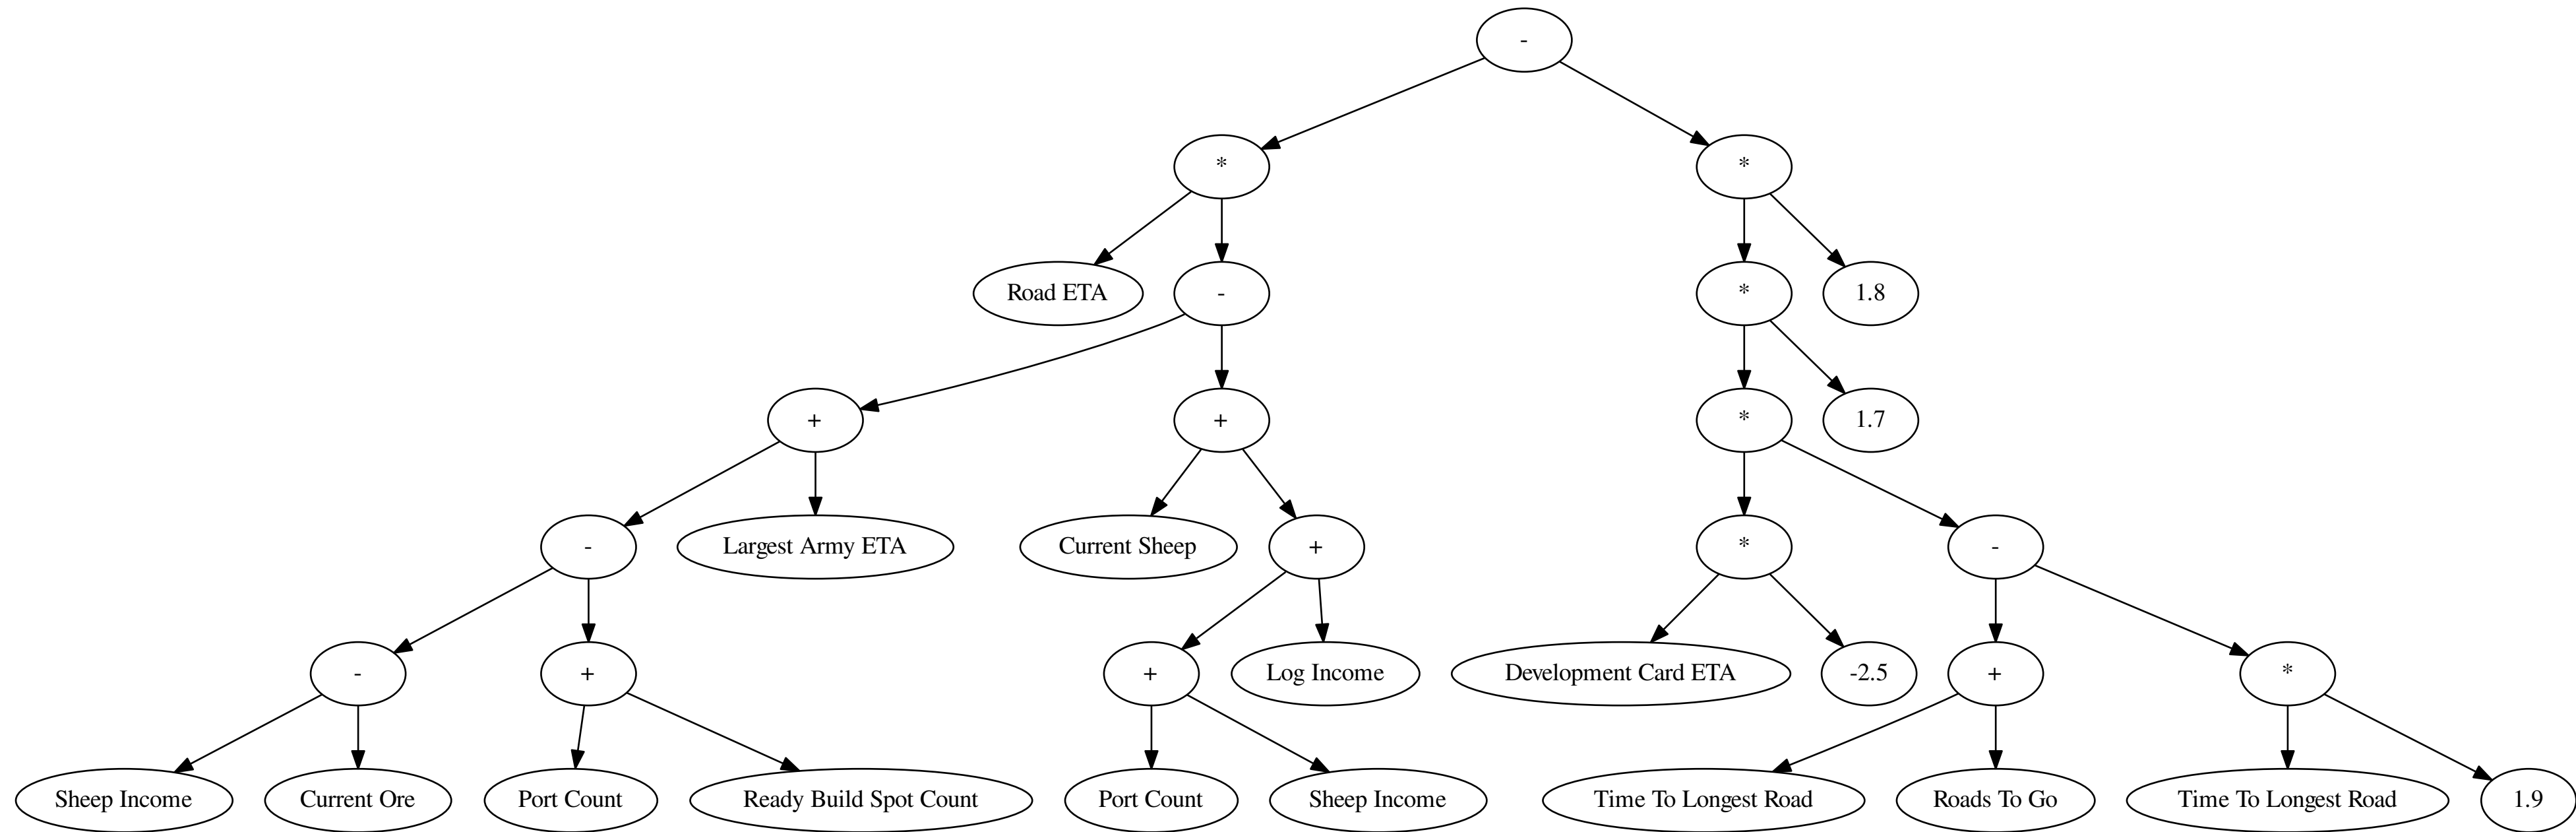 -
*
*
Road ETA
-
*
1.8
+
+
*
1.7
-
Largest Army ETA
Current Sheep
+
*
-
-
+
+
Log Income
Development Card ETA
-2.5
+
*
Sheep Income
Current Ore
Port Count
Ready Build Spot Count
Port Count
Sheep Income
Time To Longest Road
Roads To Go
Time To Longest Road
1.9